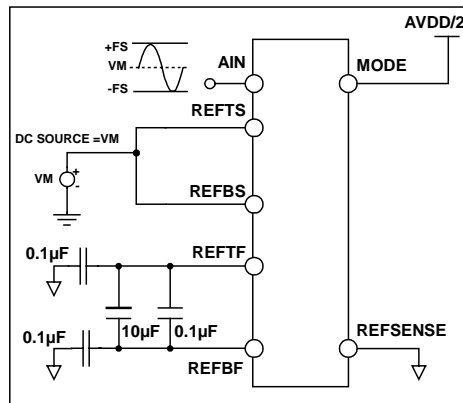 AVDD/2
+FS
VM
-FS
AIN
MODE
REFTS
DC SOURCE =VM
VM
+
-
REFBS
0.1µF
REFTF
10µF
0.1µF
0.1µF
REFBF
REFSENSE